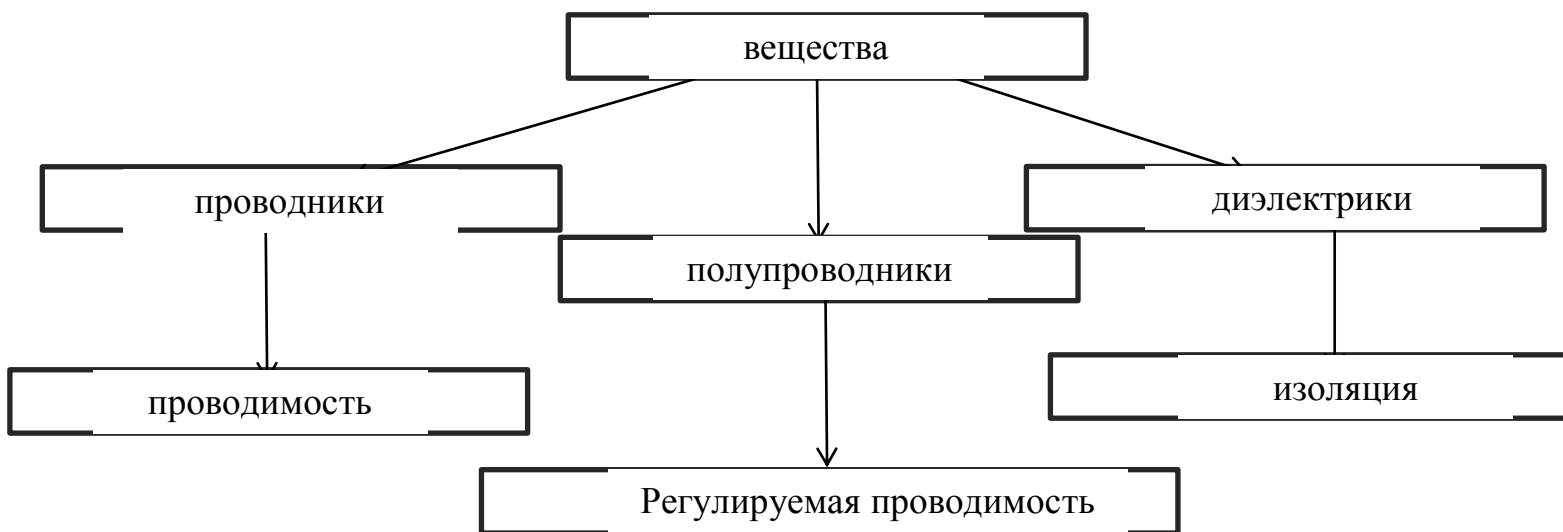 вещества
проводники
диэлектрики
полупроводники
проводимость
изоляция
Регулируемая проводимость